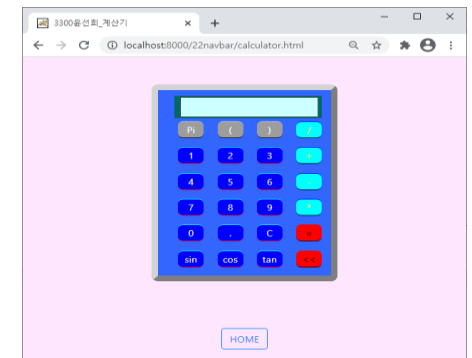 3300윤선희_계산기
localhost:8000/22navbar/calculator.html
Pi ( ) /
1 2 3 +
4 5 6 -
7 8 9 *
0 . C =
sin cos tan <<
HOME